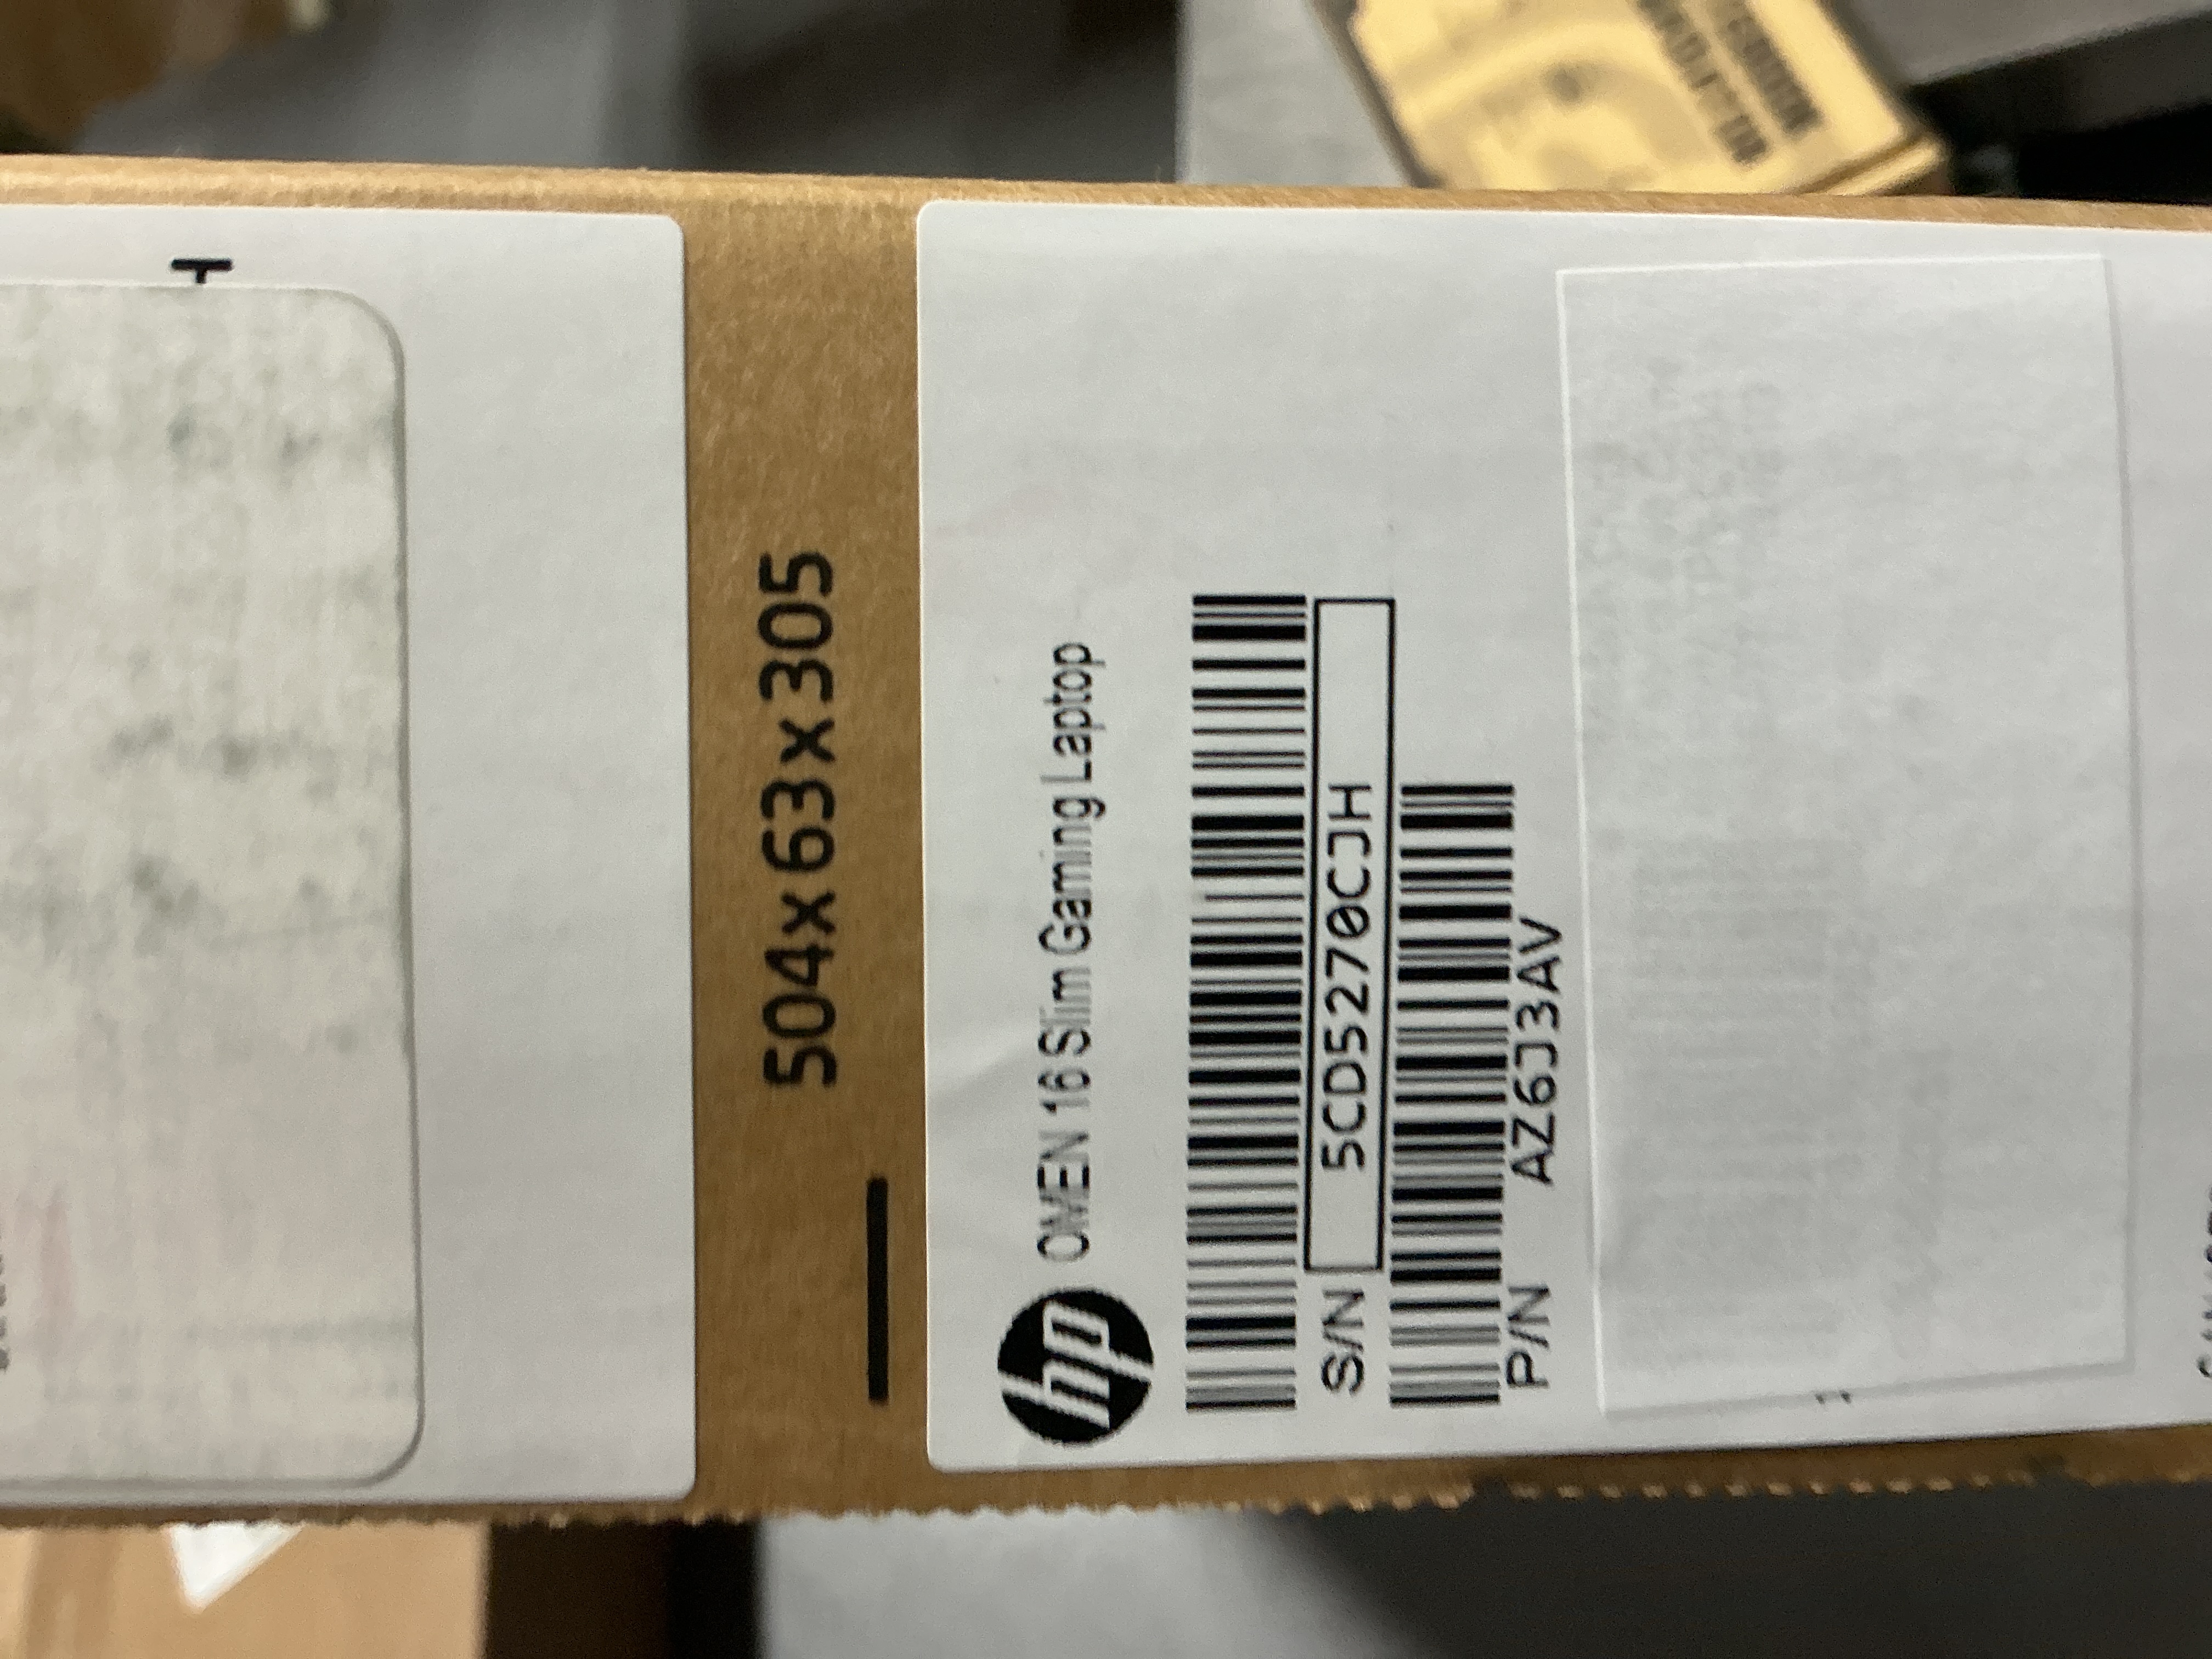 504x63x305
hp
OMEN 16 Slim Gaming Laptop
S/N 5CD5270CJH
P/N AZ6J3AV